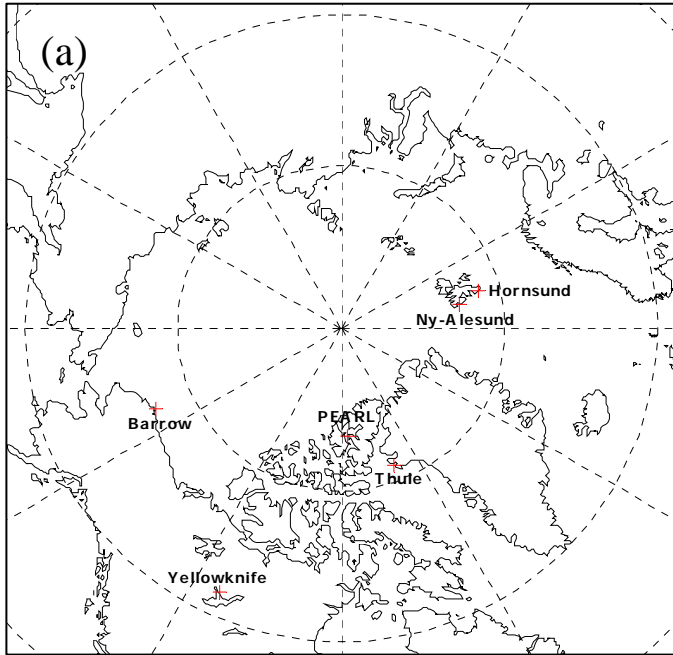 (a)
Hornsund
Ny-Alesund
PEARL
Barrow
Thule
Yellowknife